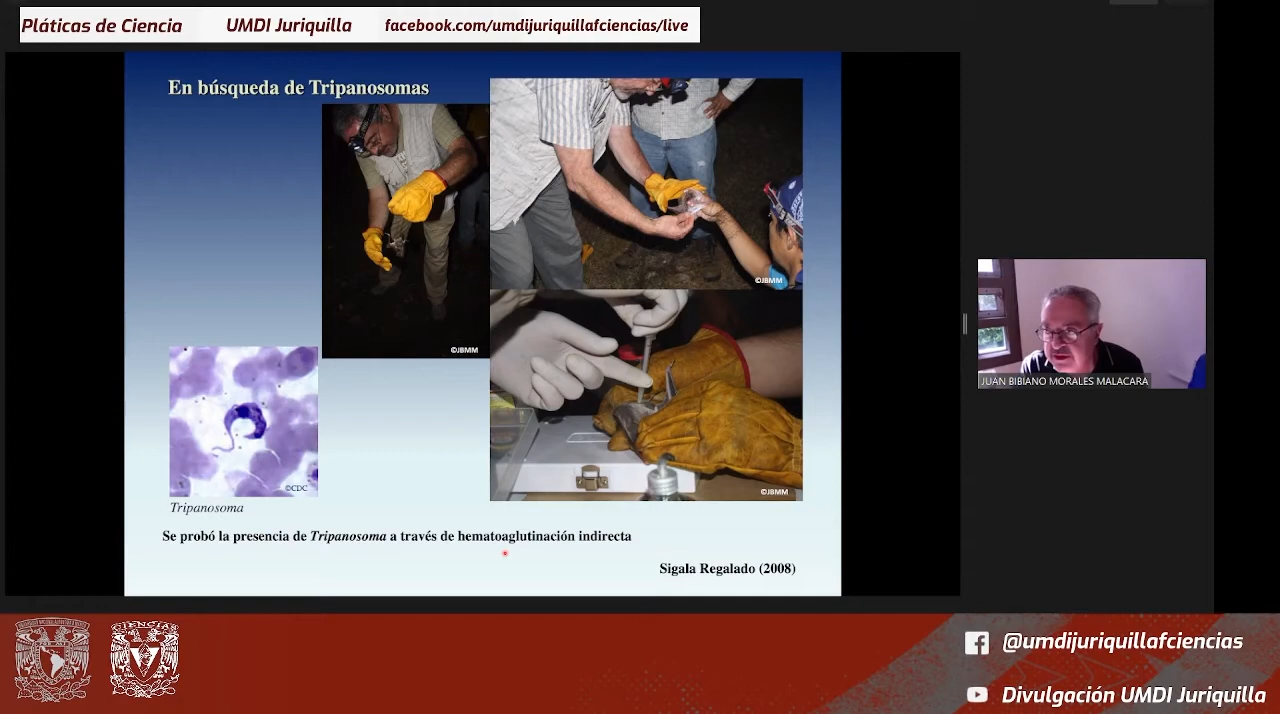 Pláticas de Ciencia UMDI Juriquilla facebook.com/umdijuriquillafciencias/live
En búsqueda de Tripanosomas
©JBMM
©JBMM
©JBMM
©CDC
Tripanosoma
Se probó la presencia de Tripanosoma a través de hematoaglutinación indirecta
Sigala Regalado (2008)
JUAN BIBIANO MORALES MALACARA
@umdijuriquillafciencias
Divulgación UMDI Juriquilla